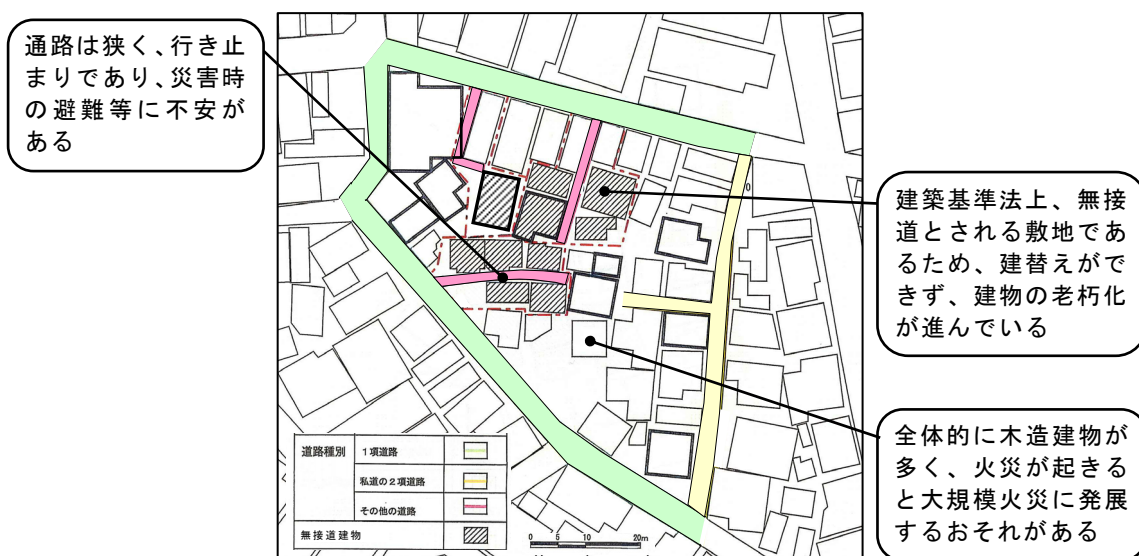 通路は狭く、行き止
まりであり、災害時
の避難等に不安が
ある
建築基準法上、無接
道とされる敷地であ
るため、建替えがで
きず、建物の老朽化
が進んでいる
全体的に木造建物が
多く、火災が起きる
と大規模火災に発展
するおそれがある
道路種別
1項道路
私道の2項道路
その他の道路
無接道建物
0 5 10 20m